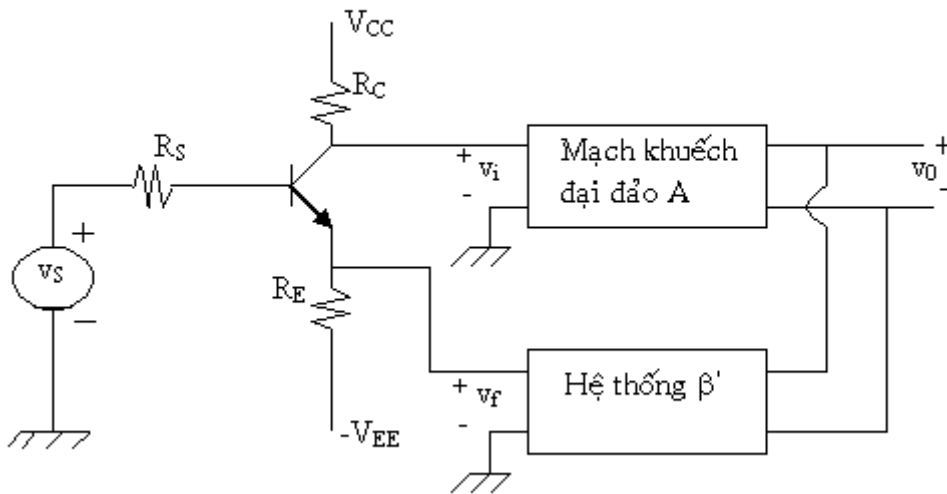 VCC
RC
RS
+
vi
-
Mạch khuếch
đại đảo A
+
v0
-
+
vS
-
RE
+
vf
-
Hệ thống β'
-VEE